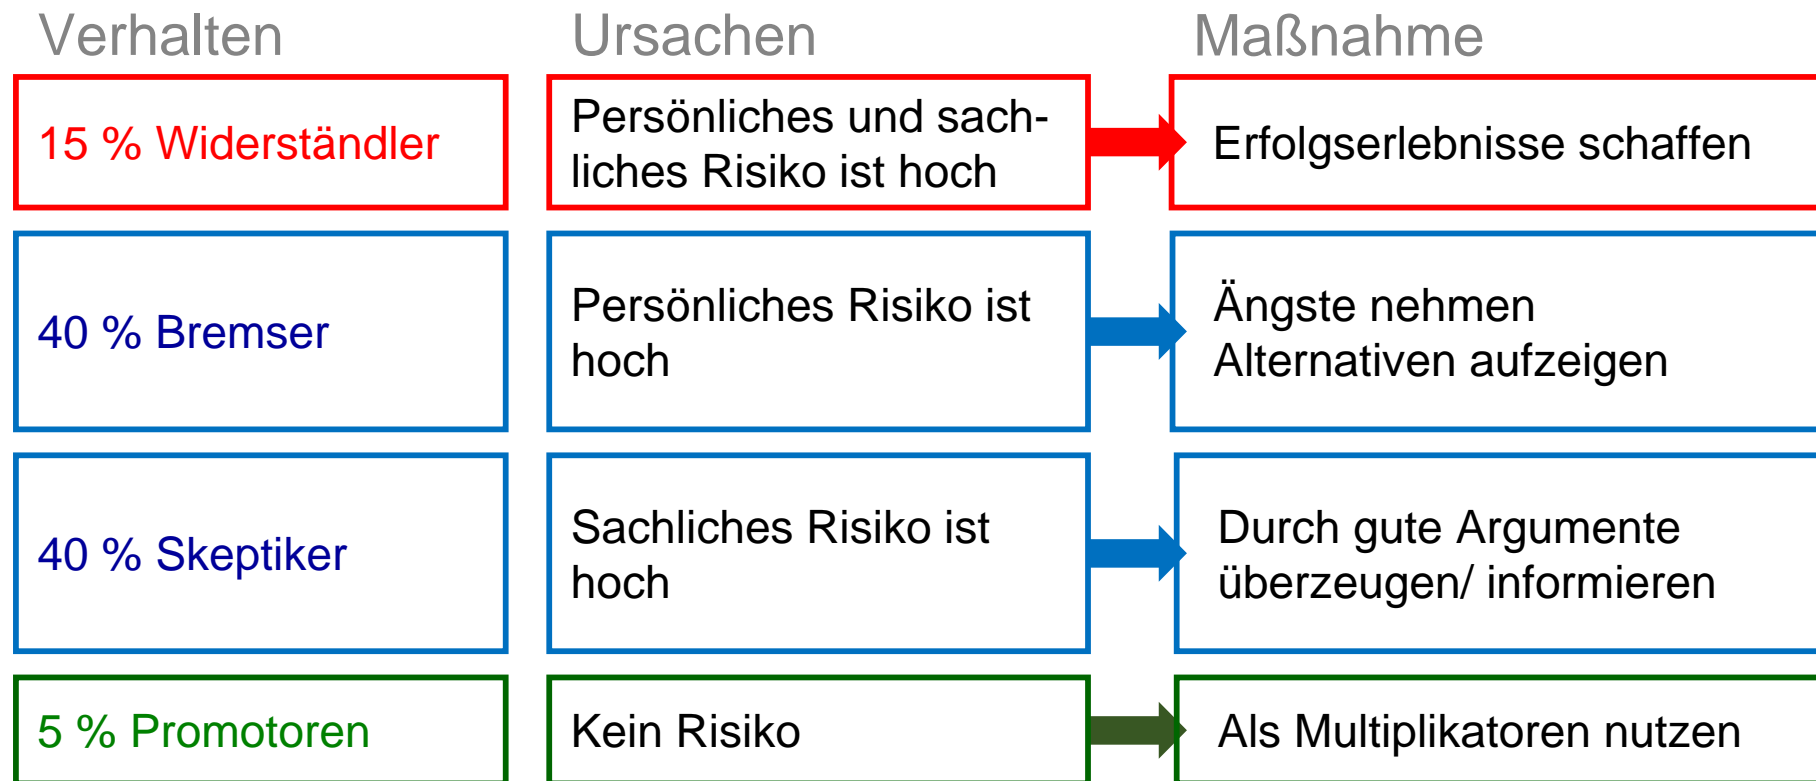 Verhalten
Ursachen
Maßnahme
15 % Widerständler
Persönliches und sach-
liches Risiko ist hoch
Erfolgserlebnisse schaffen
40 % Bremser
Persönliches Risiko ist
hoch
Ängste nehmen
Alternativen aufzeigen
40 % Skeptiker
Sachliches Risiko ist
hoch
Durch gute Argumente
überzeugen/ informieren
5 % Promotoren
Kein Risiko
Als Multiplikatoren nutzen